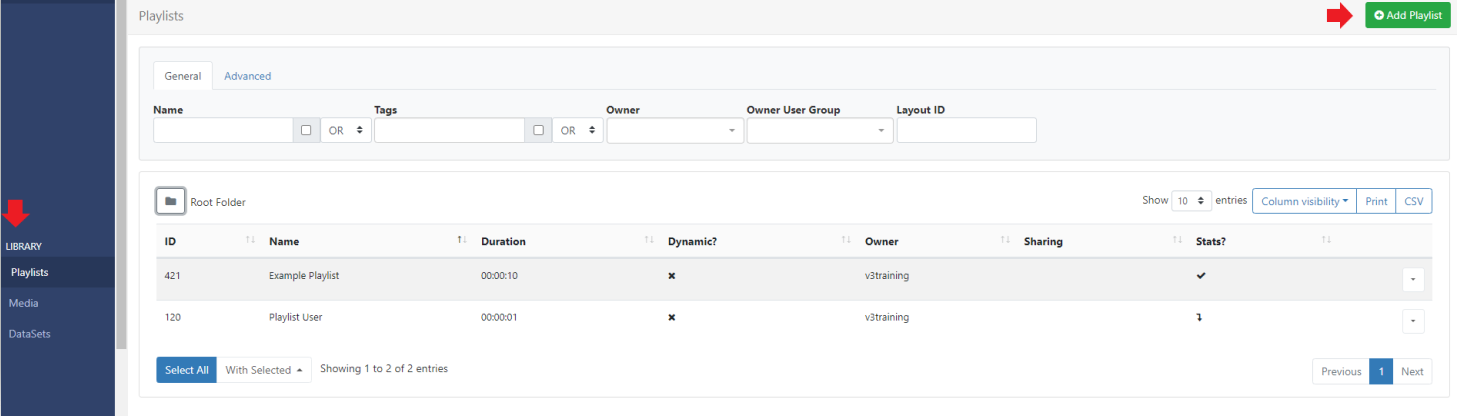 Playlists
Add Playlist
General Advanced
Name Tags Owner Owner User Group Layout ID
OR OR
Root Folder Show 10 entries Column visibility Print CSV
LIBRARY
Playlists
Media
DataSets
ID Name Duration Dynamic? Owner Sharing Stats?
421 Example Playlist 00:00:10 v3training
120 Playlist User 00:00:01 v3training
Select All With Selected Showing 1 to 2 of 2 entries Previous 1 Next